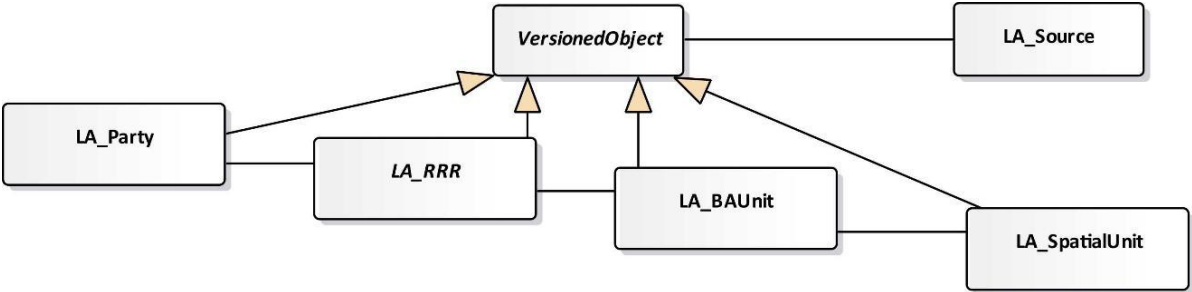 VersionedObject
LA_Source
LA_Party
LA_RRR
LA_BAUnit
LA_SpatialUnit